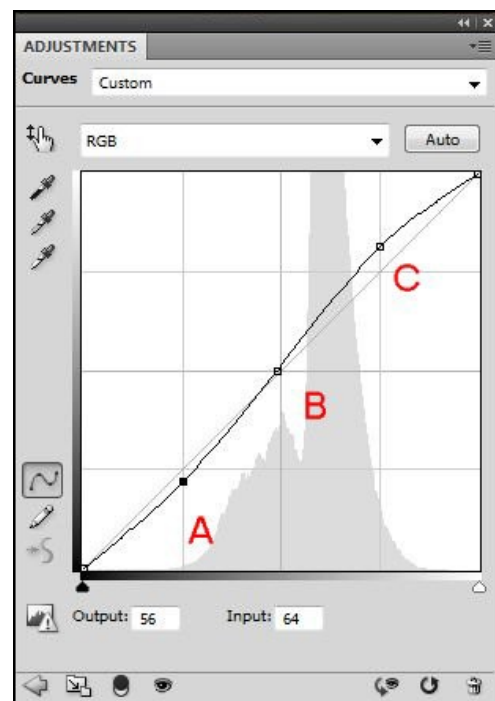 ADJUSTMENTS
Curves Custom
RGB Auto
C
B
A
Output: 56 Input: 64